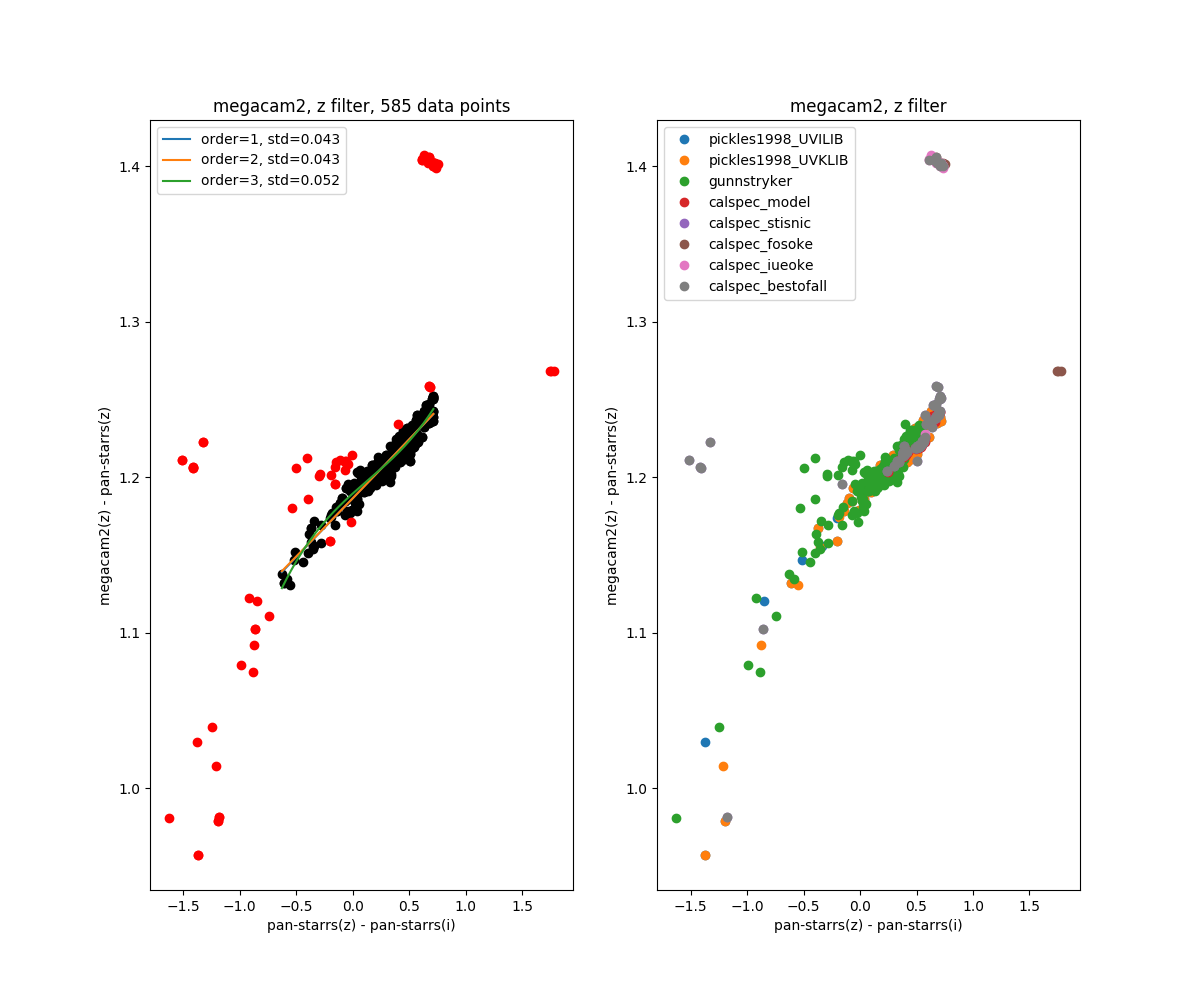 megacam2, z filter, 585 data points
order=1, std=0.043
order=2, std=0.043
order=3, std=0.052
1.4
1.3
1.2
1.1
1.0
megacam2(z) - pan-starrs(z)
−1.5 −1.0 −0.5 0.0 0.5 1.0 1.5
pan-starrs(z) - pan-starrs(i)
megacam2, z filter
pickles1998_UVILIB
pickles1998_UVKLIB
gunnstryker
calspec_model
calspec_stisnic
calspec_fosoke
calspec_iueoke
calspec_bestofall
1.4
1.3
1.2
1.1
1.0
megacam2(z) - pan-starrs(z)
−1.5 −1.0 −0.5 0.0 0.5 1.0 1.5
pan-starrs(z) - pan-starrs(i)